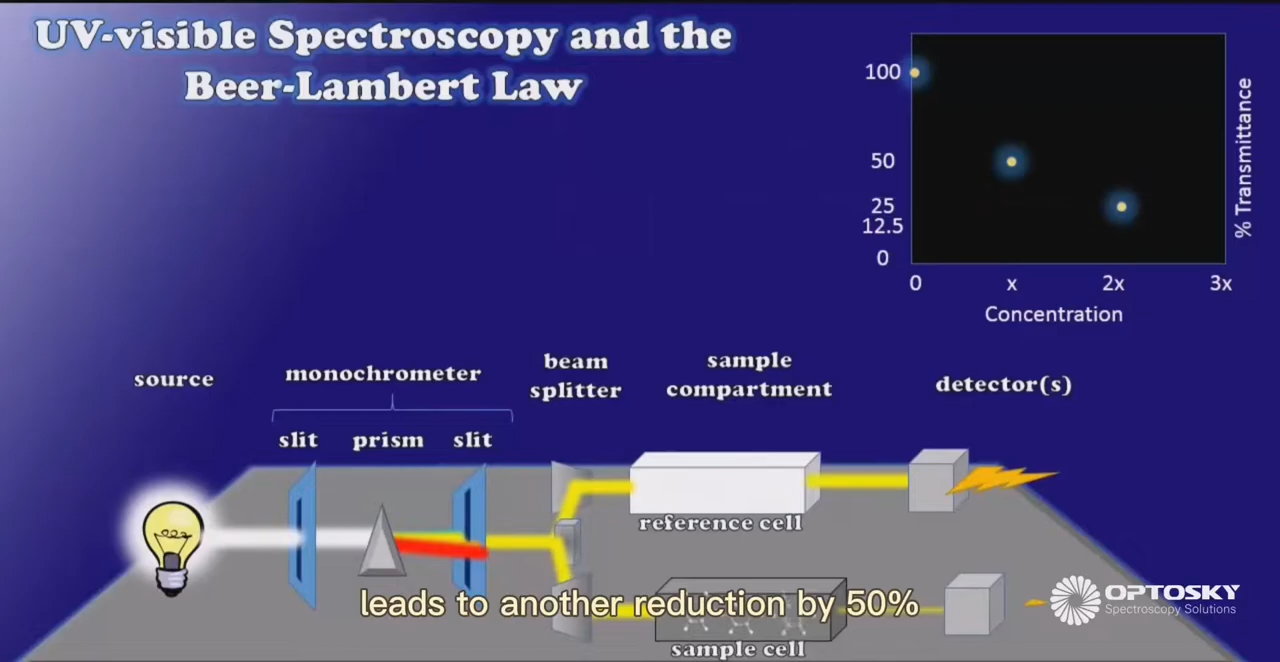 UV-visible Spectroscopy and the
Beer-Lambert Law
100
50
25
12.5
0
0 x 2x 3x
Concentration
% Transmittance
source
monochrometer
slit prism slit
beam
splitter
sample
compartment
detector(s)
reference cell
leads to another reduction by 50%
sample cell
OPTOSKY
Spectroscopy Solutions